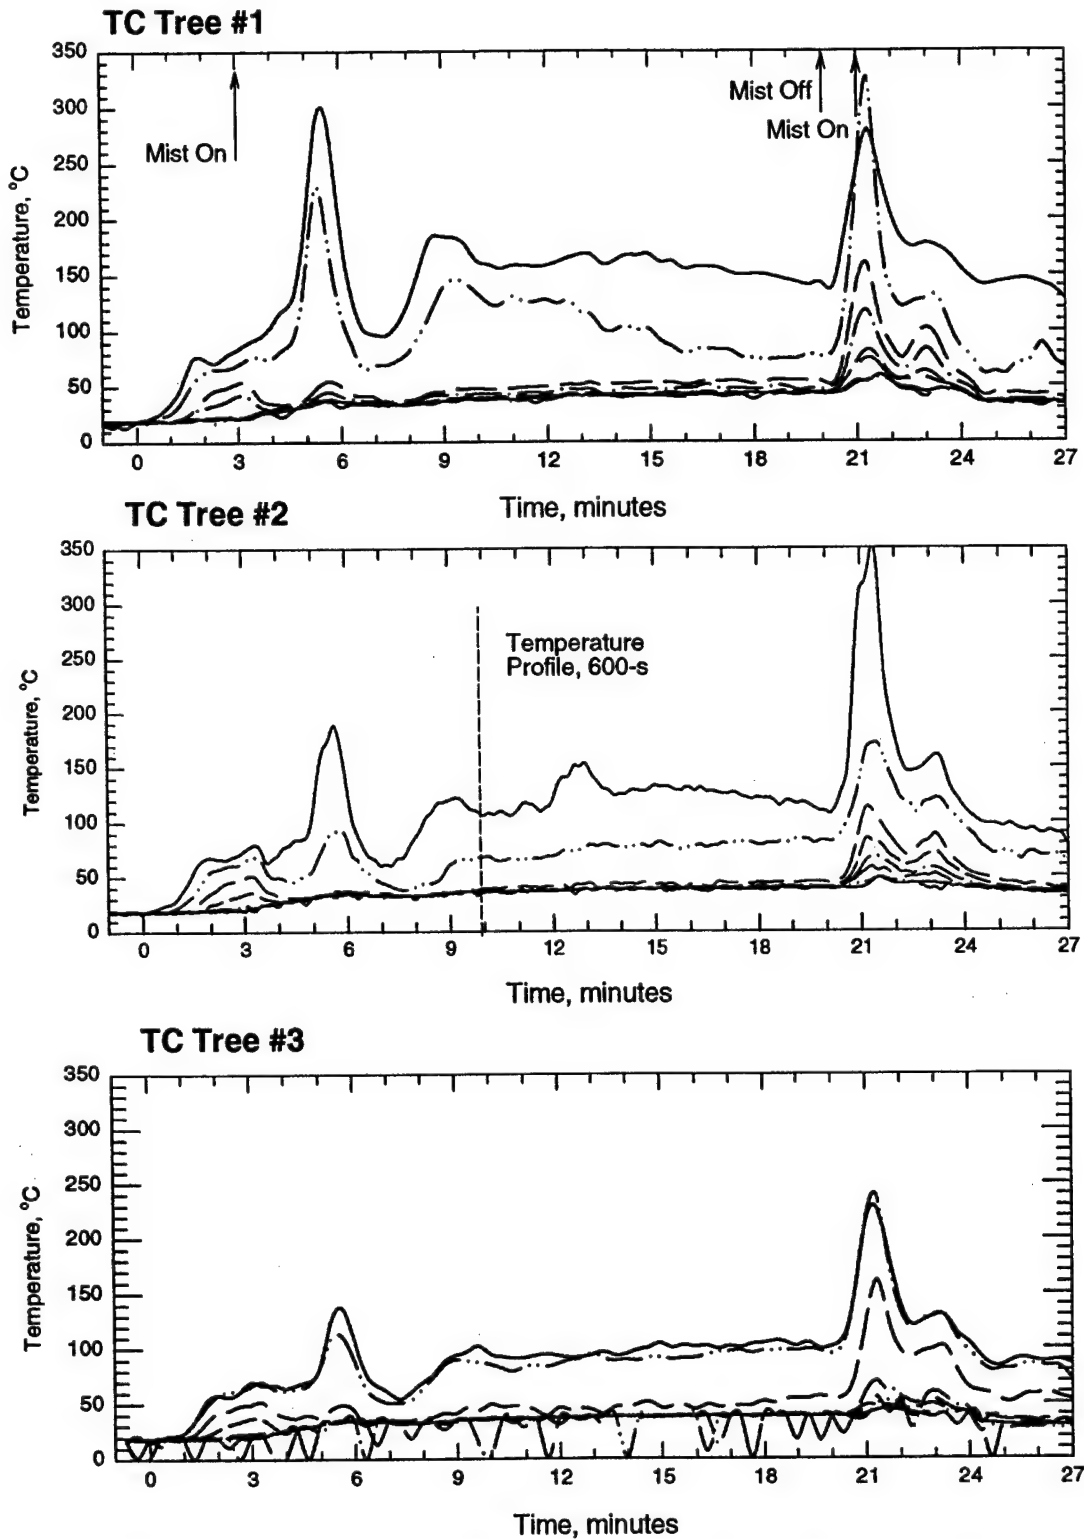 TC Tree #1
350
300
250
200
150
100
50
0
Temperature, °C
Mist On
Mist Off
Mist On
0 3 6 9 12 15 18 21 24 27
Time, minutes
TC Tree #2
350
300
250
200
150
100
50
0
Temperature, °C
Temperature
Profile, 600-s
0 3 6 9 12 15 18 21 24 27
Time, minutes
TC Tree #3
350
300
250
200
150
100
50
0
Temperature, °C
0 3 6 9 12 15 18 21 24 27
Time, minutes